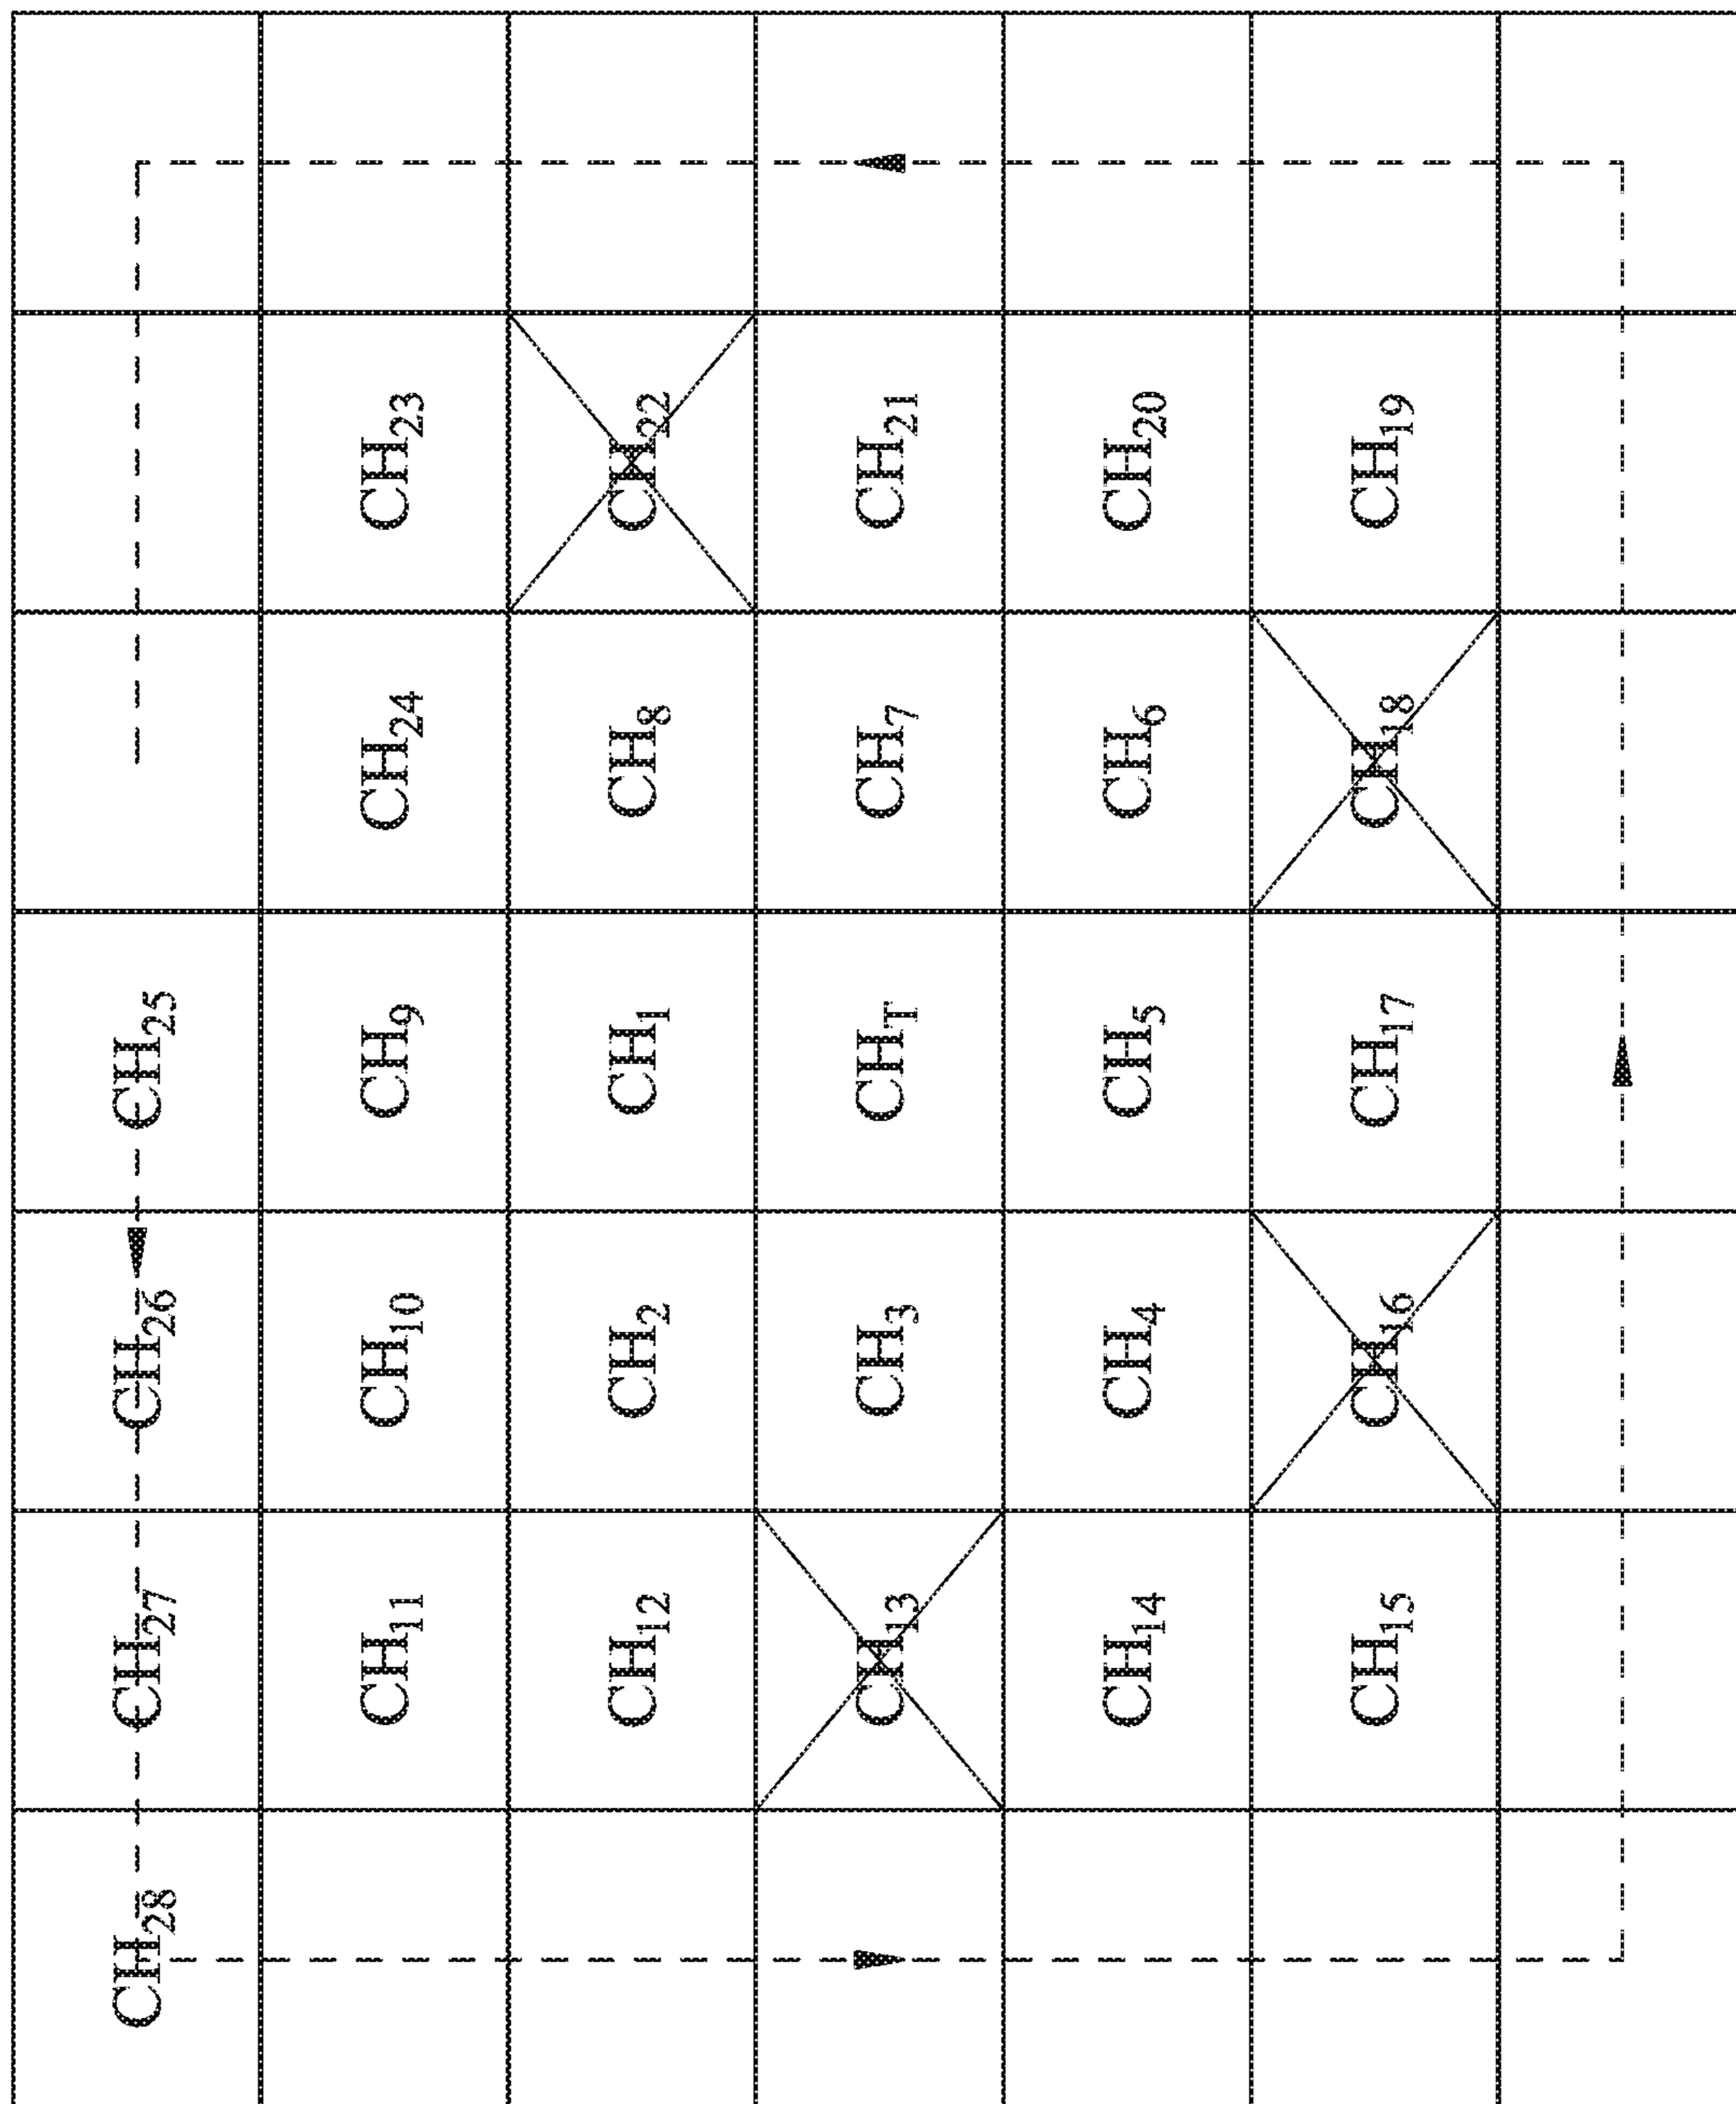 CH₂₈ CH₂₇ CH₂₆ CH₂₅
CH₁₁ CH₁₀ CH₉ CH₂₄ CH₂₃
CH₁₂ CH₂ CH₁ CH₈ CH₂₂
CH₁₃ CH₃ CH_T CH₇ CH₂₁
CH₁₄ CH₄ CH₅ CH₆ CH₂₀
CH₁₅ CH₁₆ CH₁₇ CH₁₈ CH₁₉